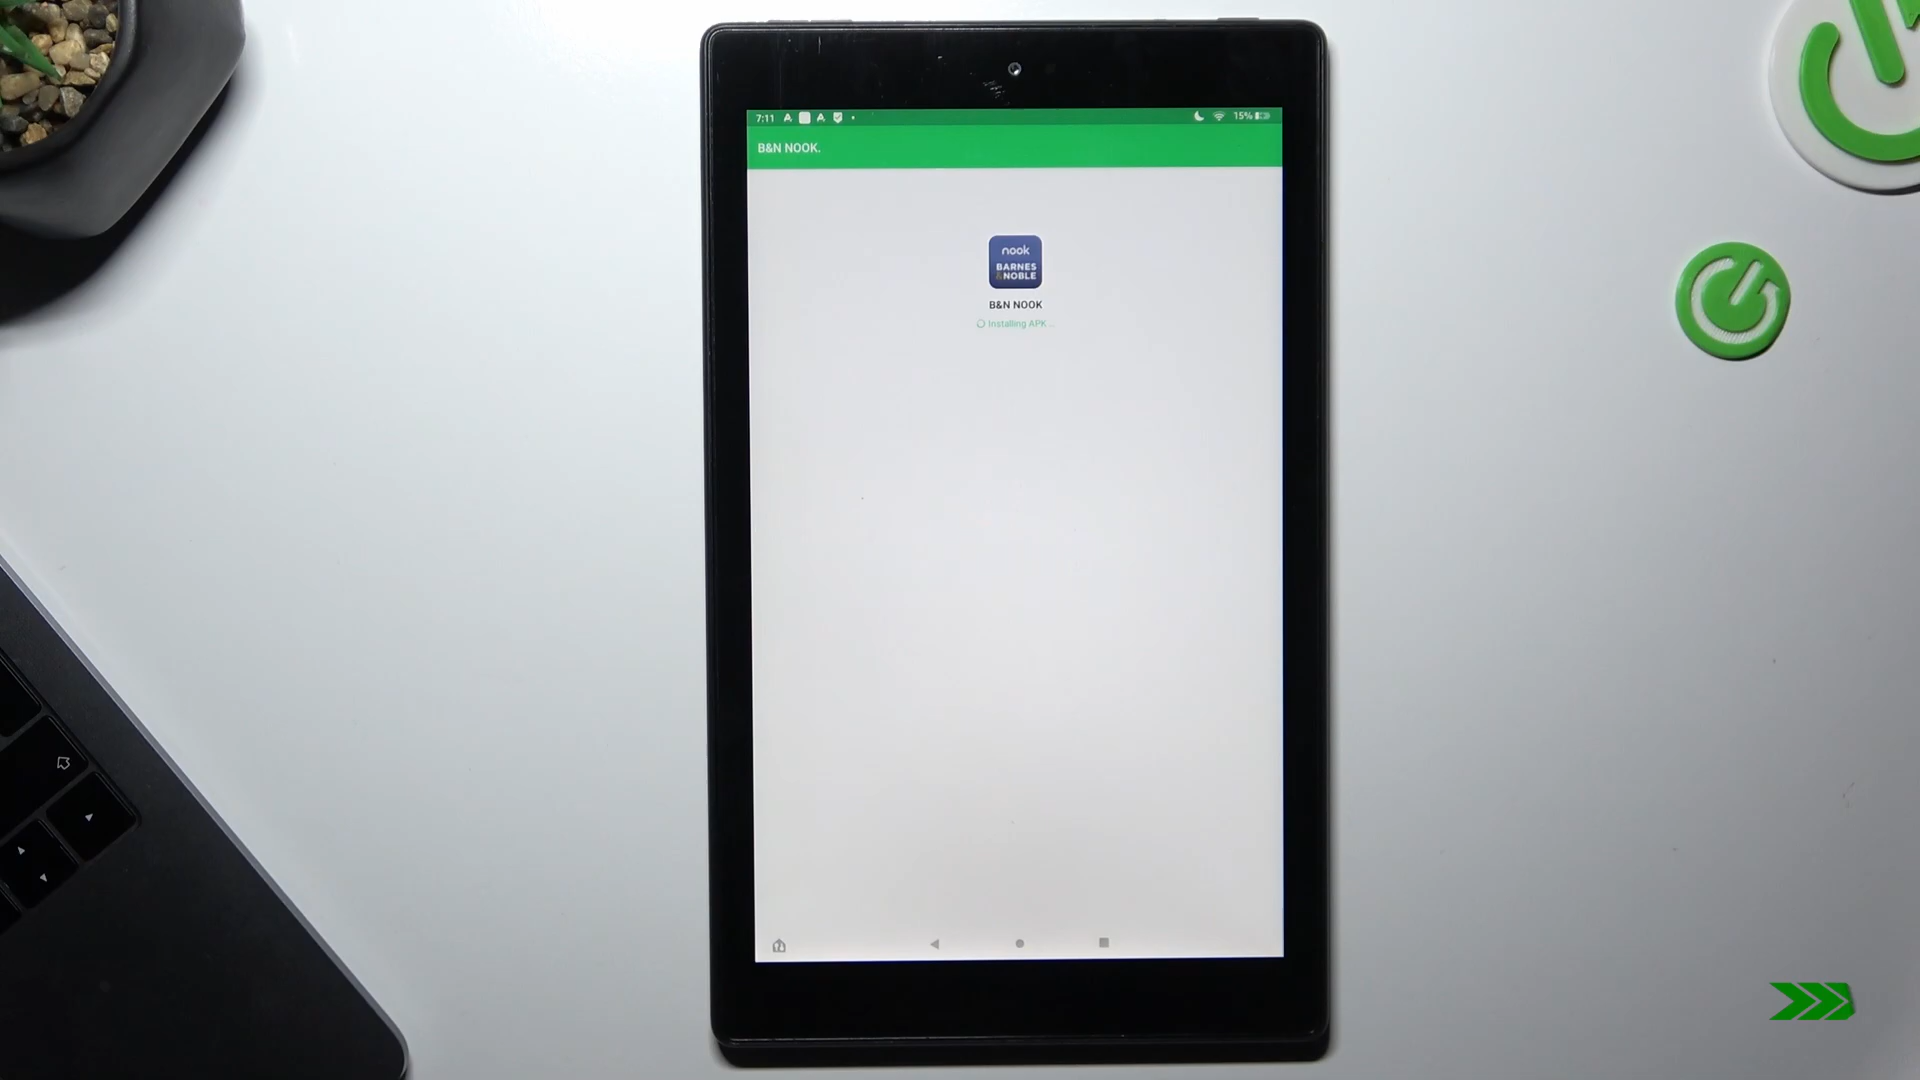 7:11
15%
B&N NOOK.
nook
BARNES
&NOBLE
B&N NOOK
Installing APK ...